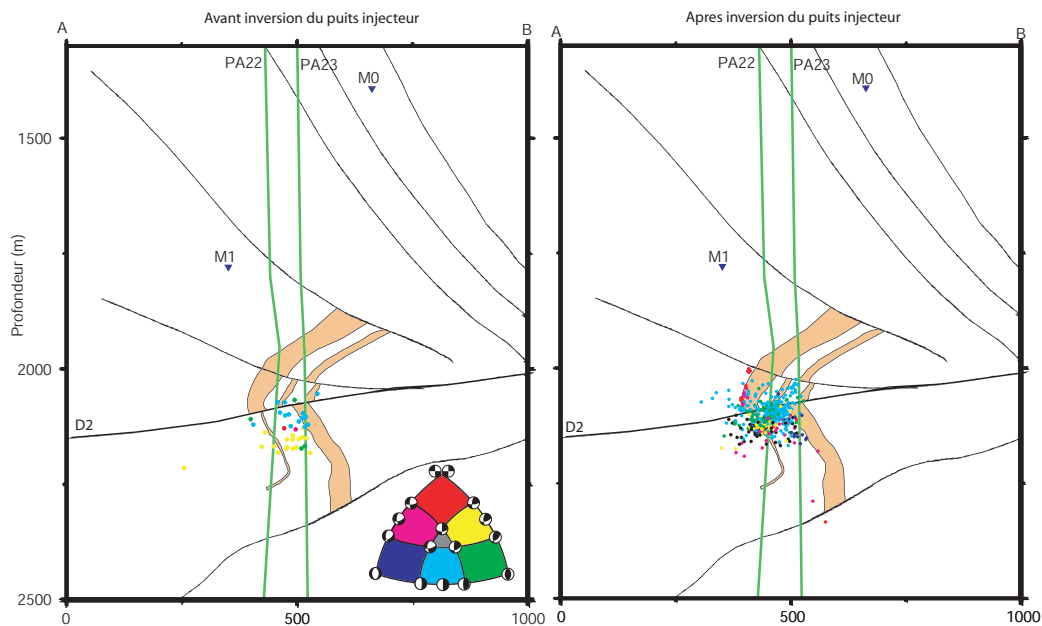 Avant inversion du puits injecteur
Apres inversion du puits injecteur
A
B
A
B
PA22
PA23
M0
PA22
PA23
M0
1500
M1
M1
Profondeur (m)
2000
D2
D2
2500
0
500
1000
0
500
1000